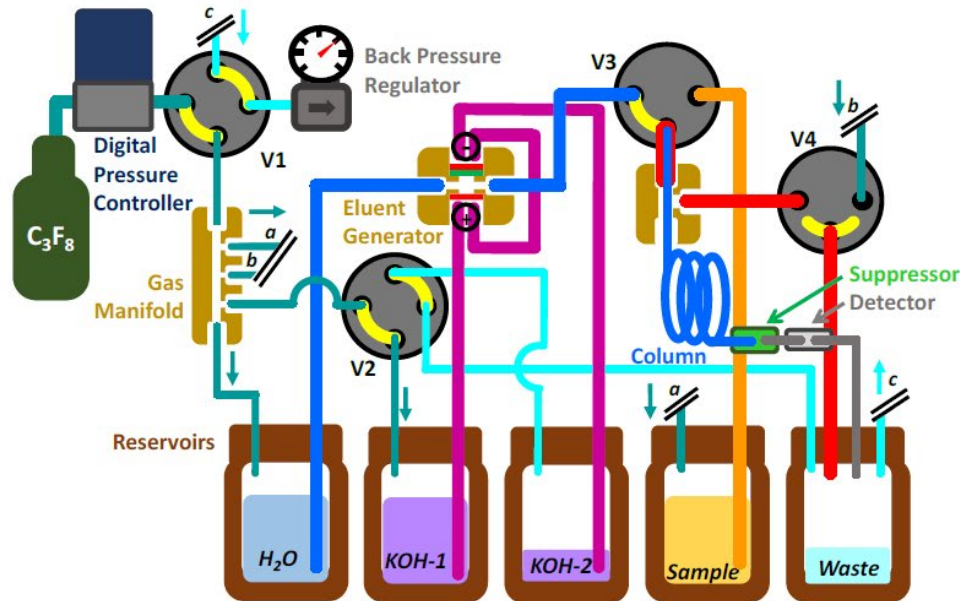 c
Back Pressure
Regulator
V1
Digital
Pressure
Controller
C₃F₈
V3
b
V4
-
+
Eluent
Generator
a
b
Gas
Manifold
V2
Suppressor
Detector
Column
a
c
Reservoirs
H₂O
KOH-1
KOH-2
Sample
Waste